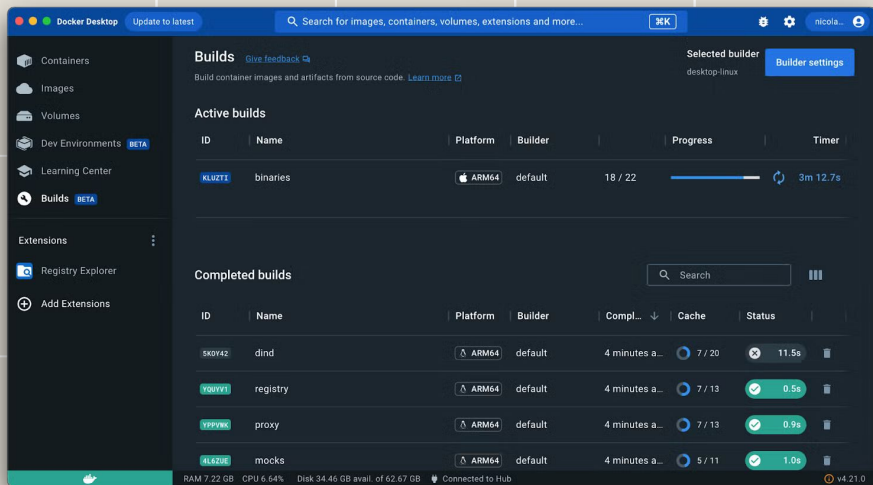 Docker Desktop Update to latest Search for images, containers, volumes, extensions and more... ⌘K nicola...
Containers
Images
Volumes
Dev Environments BETA
Learning Center
Builds BETA
Extensions
Registry Explorer
Add Extensions
Builds Give feedback
Build container images and artifacts from source code. Learn more
Selected builder
desktop-linux
Builder settings
Active builds
ID Name Platform Builder Progress Timer
KLUZTI binaries ARM64 default 18 / 22 3m 12.7s
Completed builds
Search
ID Name Platform Builder Compl... Cache Status
5KOY42 dind ARM64 default 4 minutes a... 7 / 20 11.5s
YQUYV1 registry ARM64 default 4 minutes a... 7 / 13 0.5s
YPPVWK proxy ARM64 default 4 minutes a... 7 / 13 0.9s
4L6ZUE mocks ARM64 default 4 minutes a... 5 / 11 1.0s
RAM 7.22 GB CPU 6.64% Disk 34.46 GB avail. of 62.67 GB Connected to Hub v4.21.0